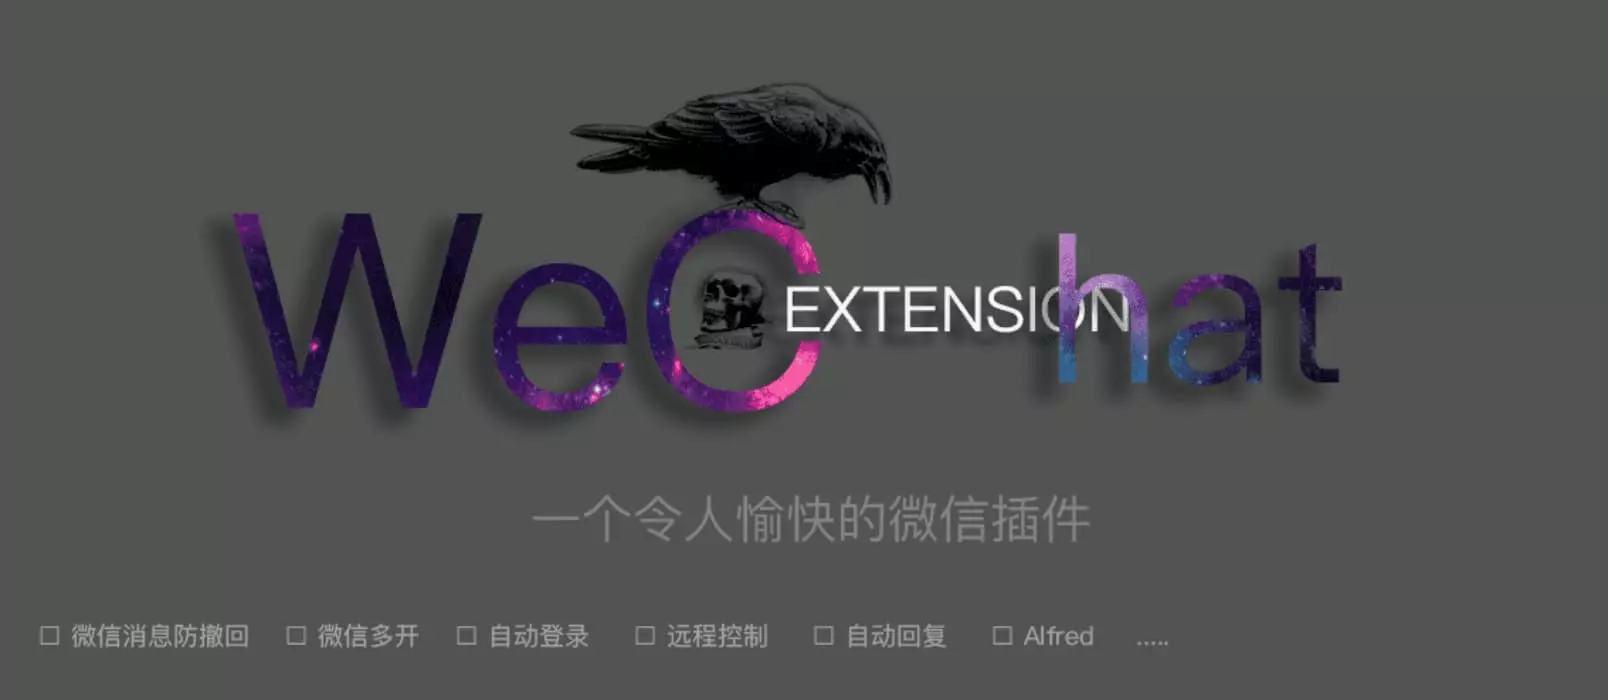 WeChat
EXTENSION
一个令人愉快的微信插件
□ 微信消息防撤回 □ 微信多开 □ 自动登录 □ 远程控制 □ 自动回复 □ Alfred .....